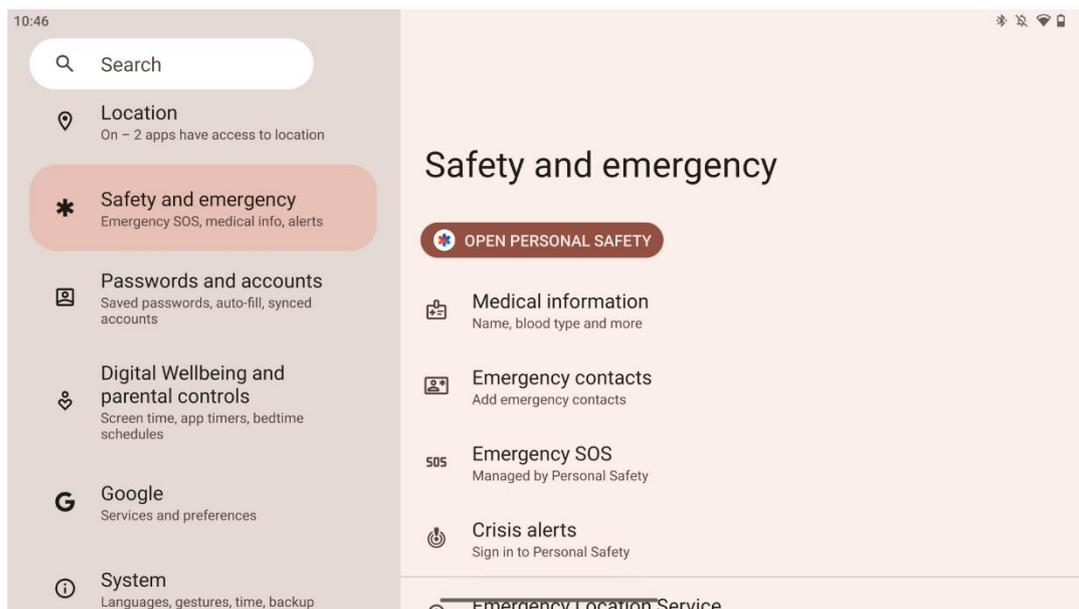 10:46
Search
Location
On – 2 apps have access to location
Safety and emergency
Emergency SOS, medical info, alerts
Passwords and accounts
Saved passwords, auto-fill, synced
accounts
Digital Wellbeing and
parental controls
Screen time, app timers, bedtime
schedules
Google
Services and preferences
System
Languages, gestures, time, backup
Safety and emergency
OPEN PERSONAL SAFETY
Medical information
Name, blood type and more
Emergency contacts
Add emergency contacts
SOS
Emergency SOS
Managed by Personal Safety
Crisis alerts
Sign in to Personal Safety
Emergency Location Service